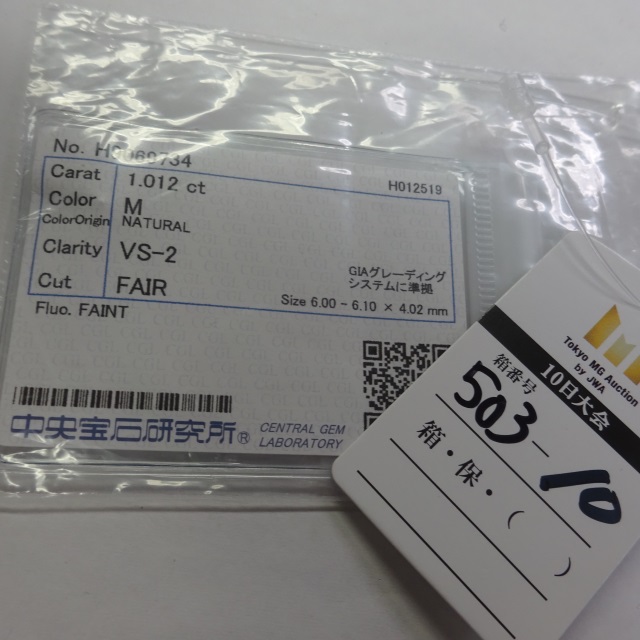 Carat 1.012 ct H012519
Color M
ColorOrigin NATURAL
Clarity VS-2
GIAグレーディング
システムに準拠
Cut FAIR
Size 6.00 ~ 6.10 × 4.02 mm
Fluo. FAINT
中央宝石研究所® CENTRAL GEM
LABORATORY
Tokyo MG Auction
by JWA
10日大会
箱番号
503-10
箱・保・( )